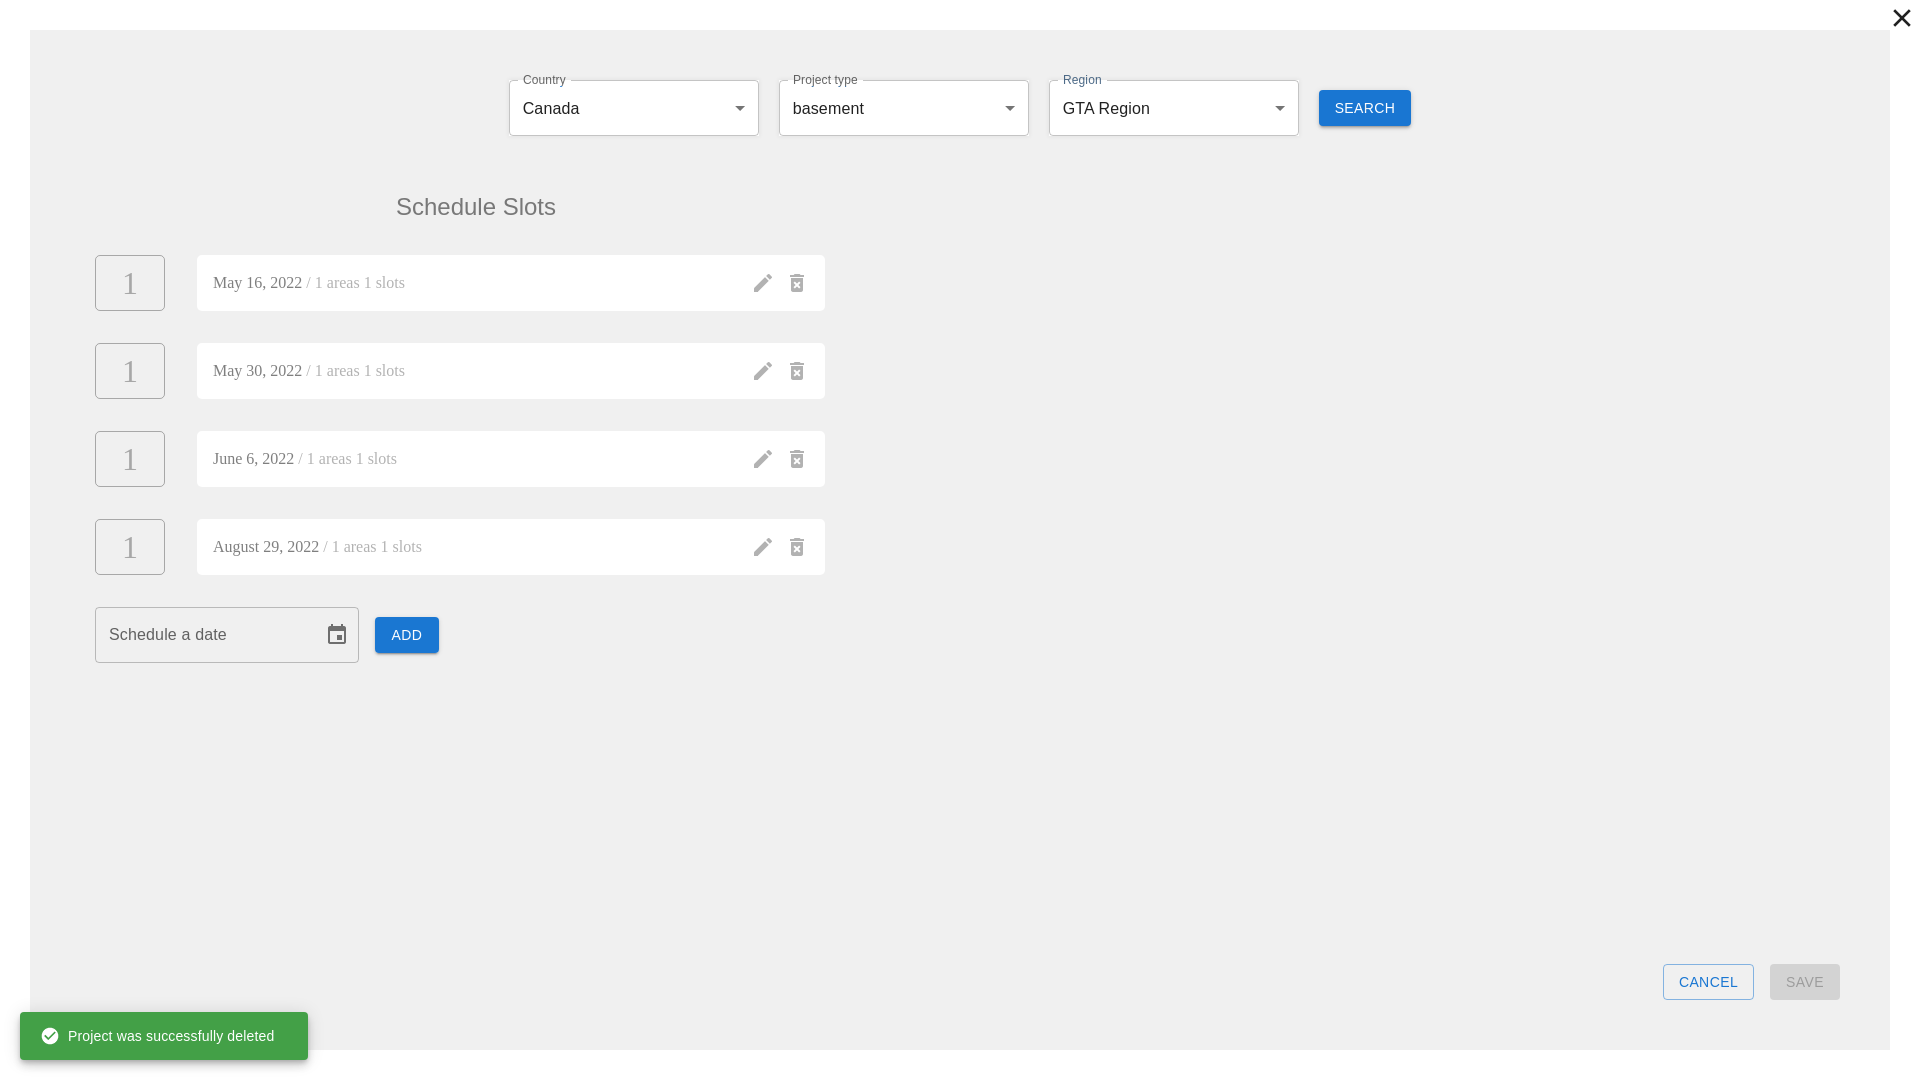 Country
Canada
Project type
basement
Region
GTA Region
SEARCH
Schedule Slots
1
May 16, 2022 / 1 areas 1 slots
1
May 30, 2022 / 1 areas 1 slots
1
June 6, 2022 / 1 areas 1 slots
1
August 29, 2022 / 1 areas 1 slots
Schedule a date
ADD
CANCEL
SAVE
Project was successfully deleted